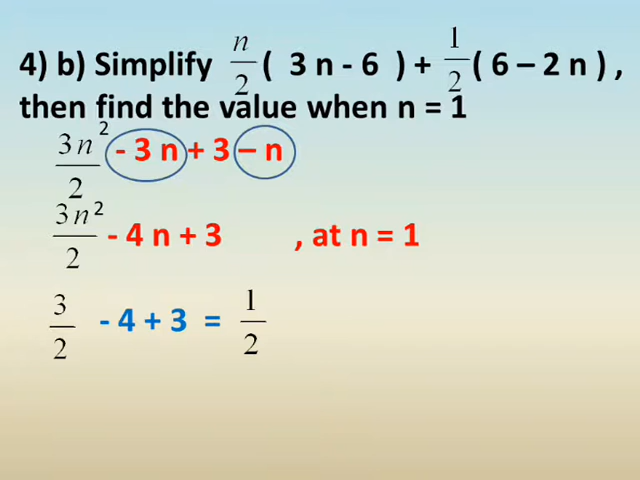 4) b) Simplify n/2 ( 3 n - 6 ) + 1/2 ( 6 – 2 n ) ,
then find the value when n = 1
3n²/2 - 3 n + 3 – n
3n²/2 - 4 n + 3 , at n = 1
3/2 - 4 + 3 = 1/2